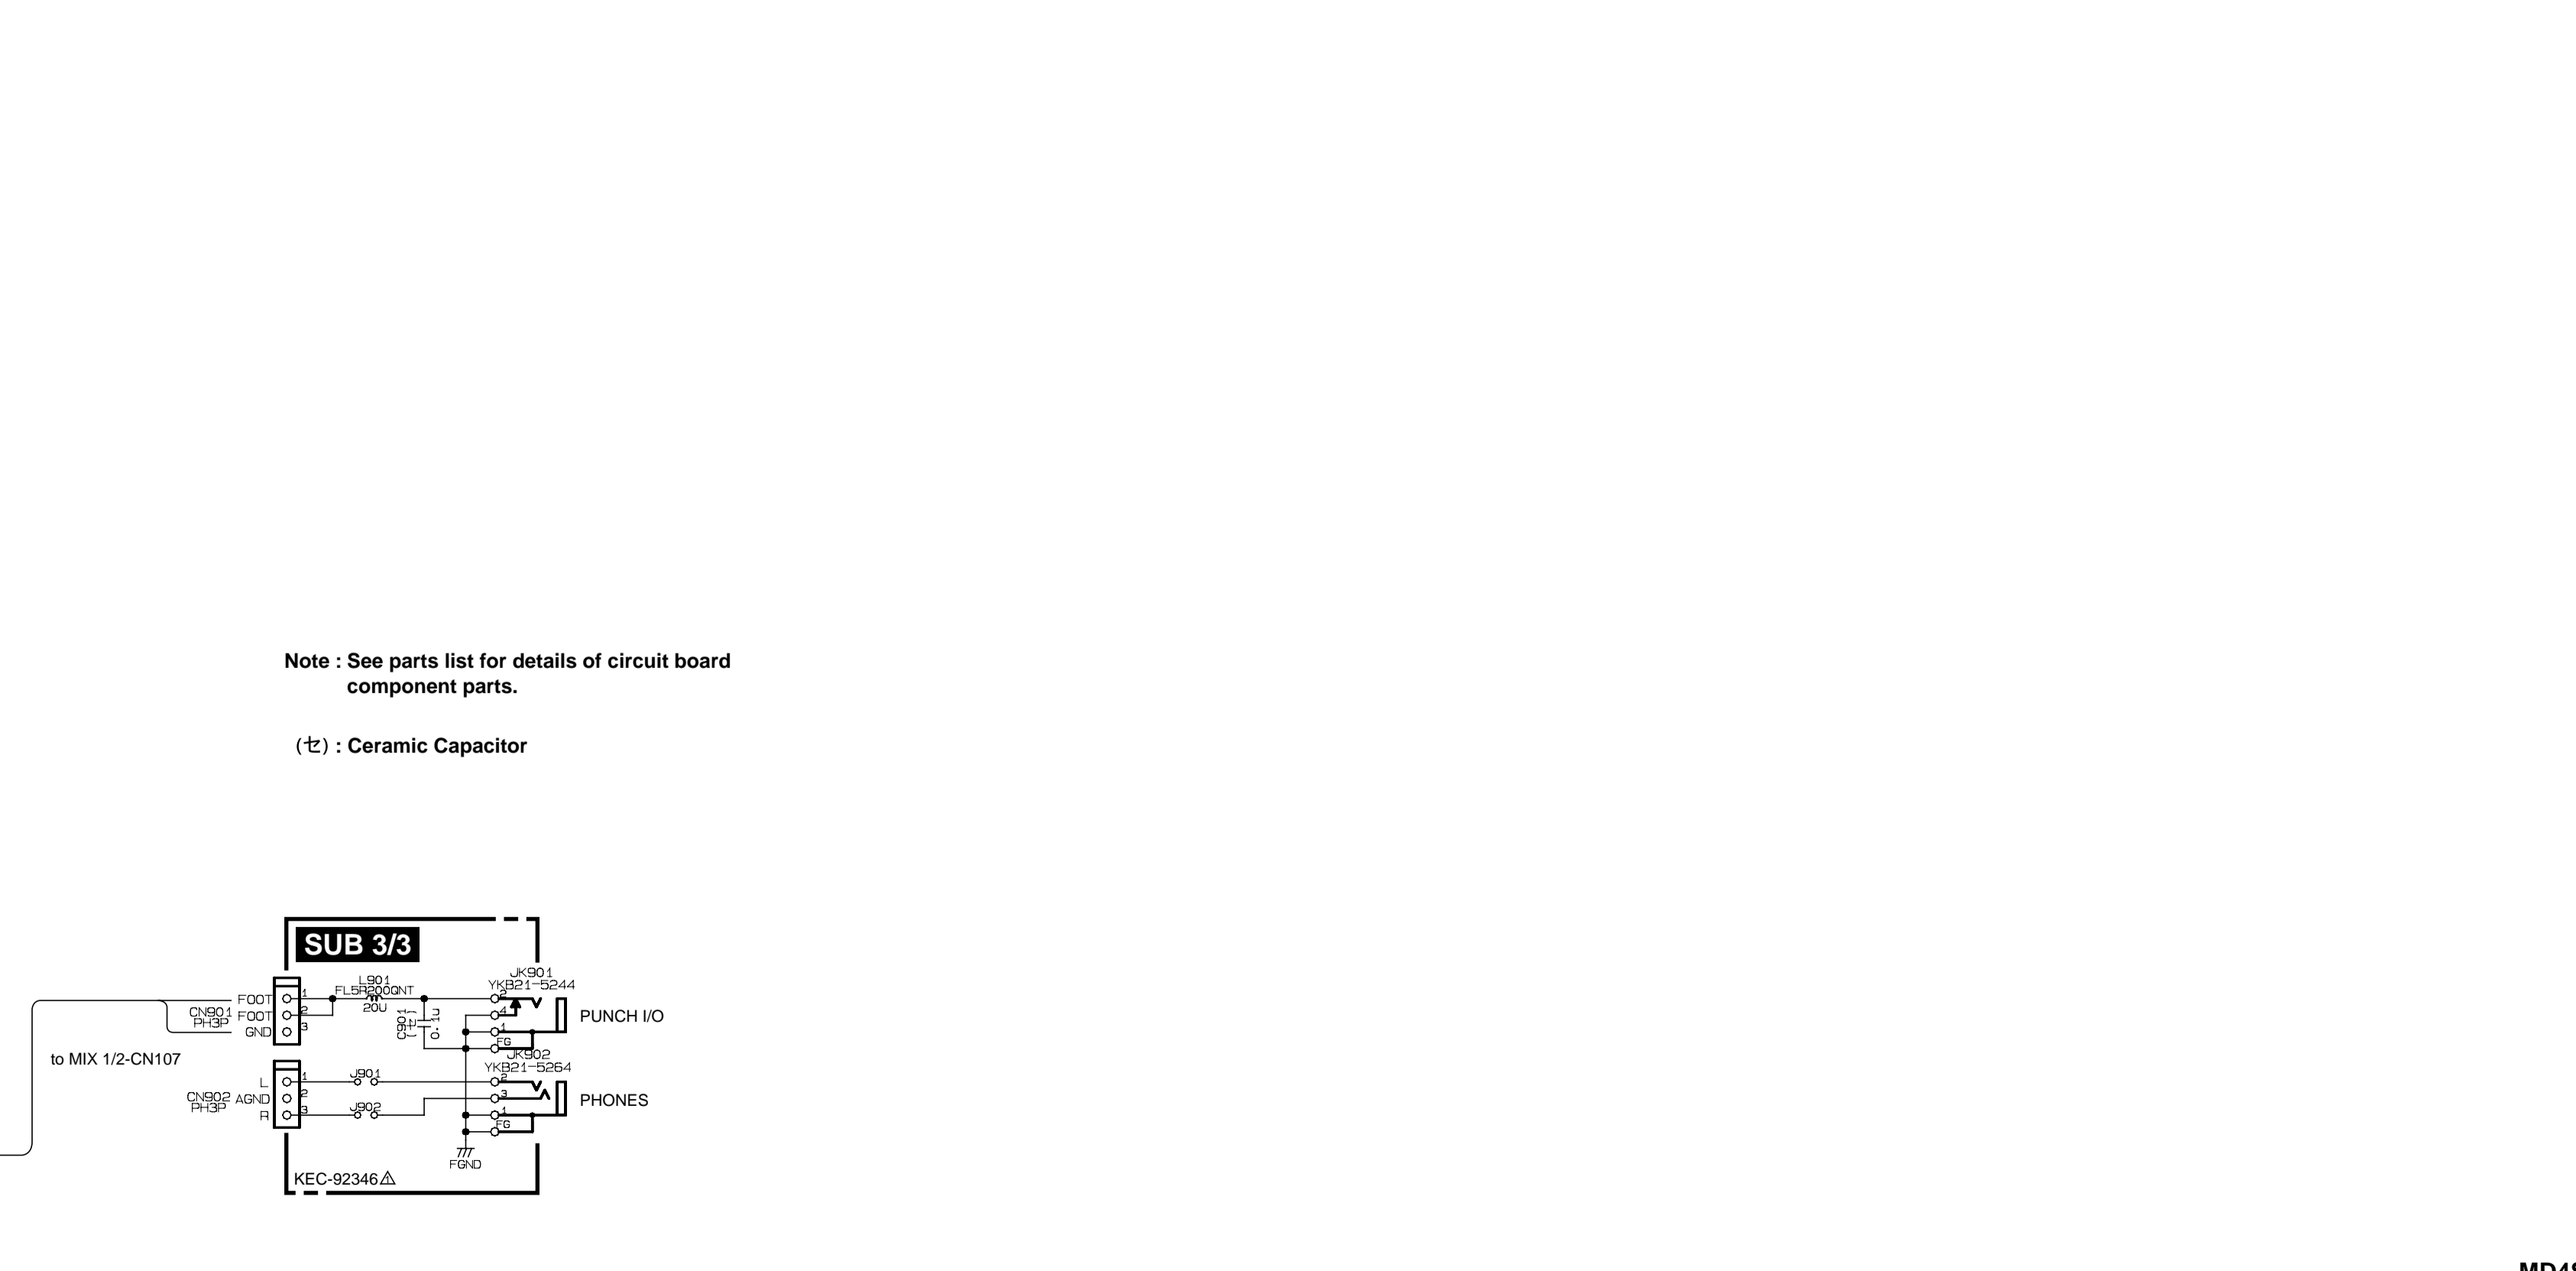 Note : See parts list for details of circuit board
component parts.
(セ) : Ceramic Capacitor
SUB 3/3
JK901
YKB21-5244
L901
FL5R200QNT
20U
FOOT
1
2
CN901
PH3P
FOOT
2
4
GND
3
1
C901
(セ)
0.1u
FG
PUNCH I/O
to MIX 1/2-CN107
JK902
YKB21-5264
L
1
J901
2
CN902
PH3P
AGND
2
3
R
3
J902
1
FG
PHONES
FGND
KEC-92346